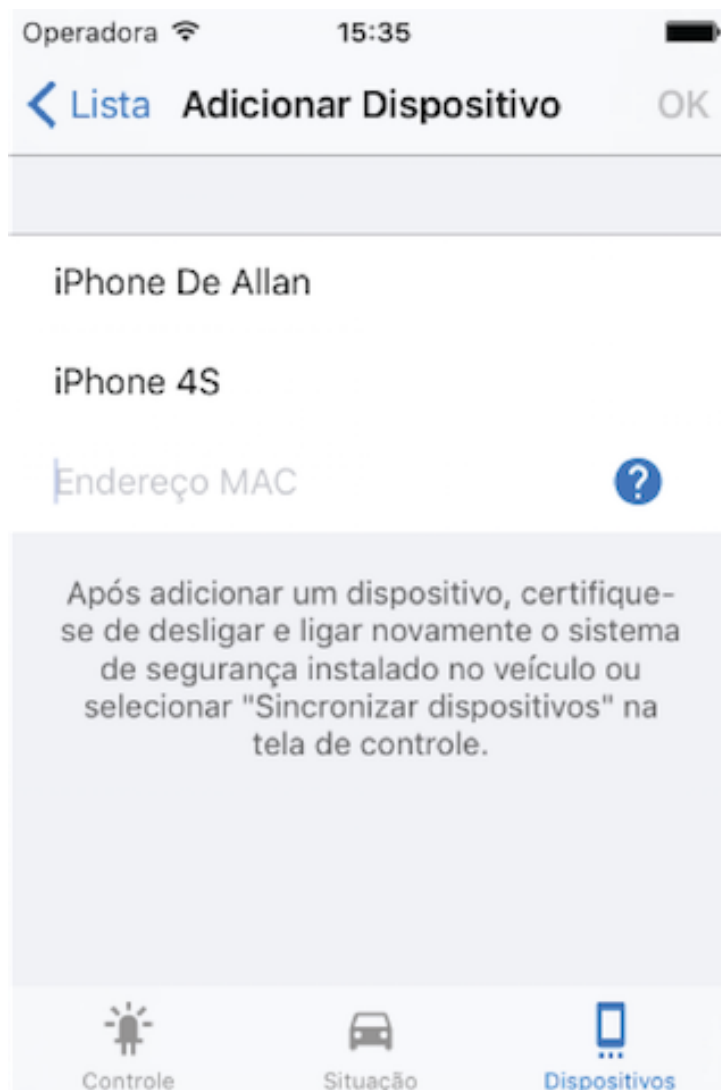 Operadora 15:35
Lista Adicionar Dispositivo OK
iPhone De Allan
iPhone 4S
Endereço MAC ?
Após adicionar um dispositivo, certifique-
se de desligar e ligar novamente o sistema
de segurança instalado no veículo ou
selecionar "Sincronizar dispositivos" na
tela de controle.
Controle Situação Dispositivos